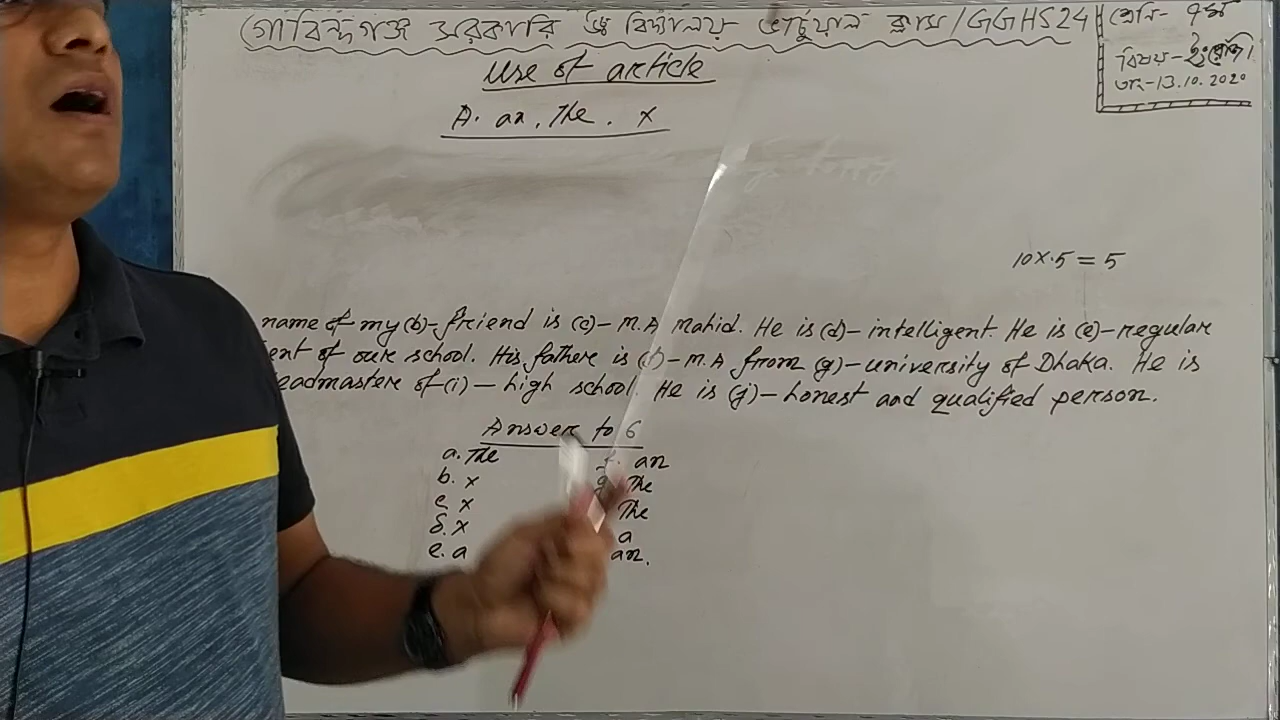 গোবিন্দগঞ্জ সরকারি উচ্চ বিদ্যালয় ভার্চুয়াল ক্লাস/GGHS24
শ্রেনি- ৭ম
বিষয়-ইংরেজি।
তাং-13.10.2020
Use of article
A. an. The. x
10x.5 = 5
name of my (b)- friend is (c)- M.A Mahid. He is (d)- intelligent. He is (e)-regular
ent of our school. His father is (f)-M.A from (g)-university of Dhaka. He is
eadmaster of (i)- high school. He is (j)-honest and qualified person.
Answer to 6
a. The
b. x
c x
d. x
e. a
f. an
g. The
The
a
an.